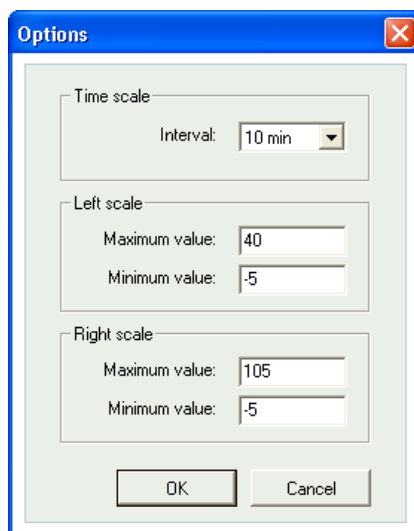 Options
Time scale
Interval: 10 min
Left scale
Maximum value: 40
Minimum value: -5
Right scale
Maximum value: 105
Minimum value: -5
OK Cancel